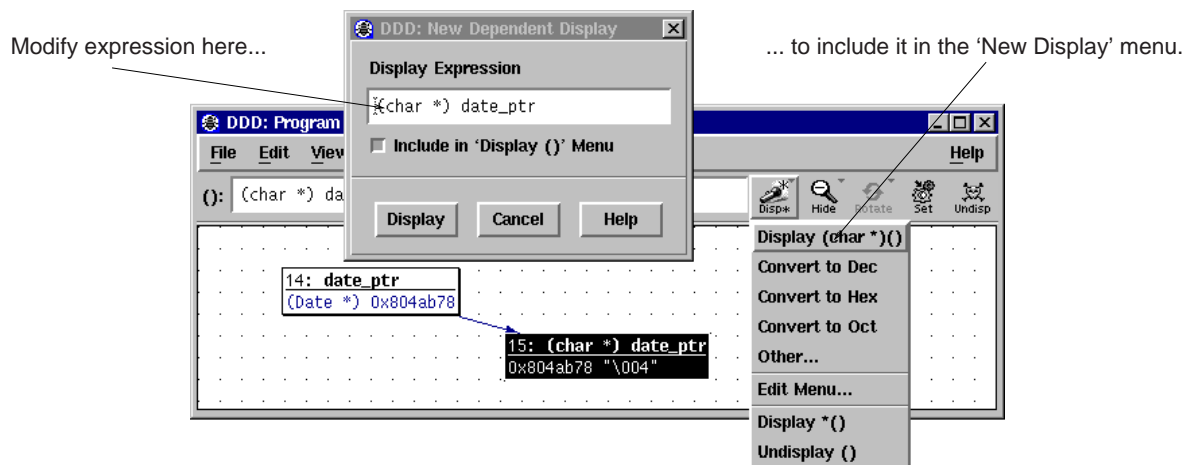 DDD: New Dependent Display
Modify expression here...
... to include it in the ‘New Display’ menu.
Display Expression
(char *) date_ptr
Include in ‘Display ()’ Menu
Display Cancel Help
DDD: Program
File Edit View
Help
(): (char *) da
Disp* Hide Rotate Set Undisp
Display (char *)()
Convert to Dec
Convert to Hex
Convert to Oct
Other...
Edit Menu...
Display *()
Undisplay ()
14: date_ptr
(Date *) 0x804ab78
15: (char *) date_ptr
0x804ab78 "\004"